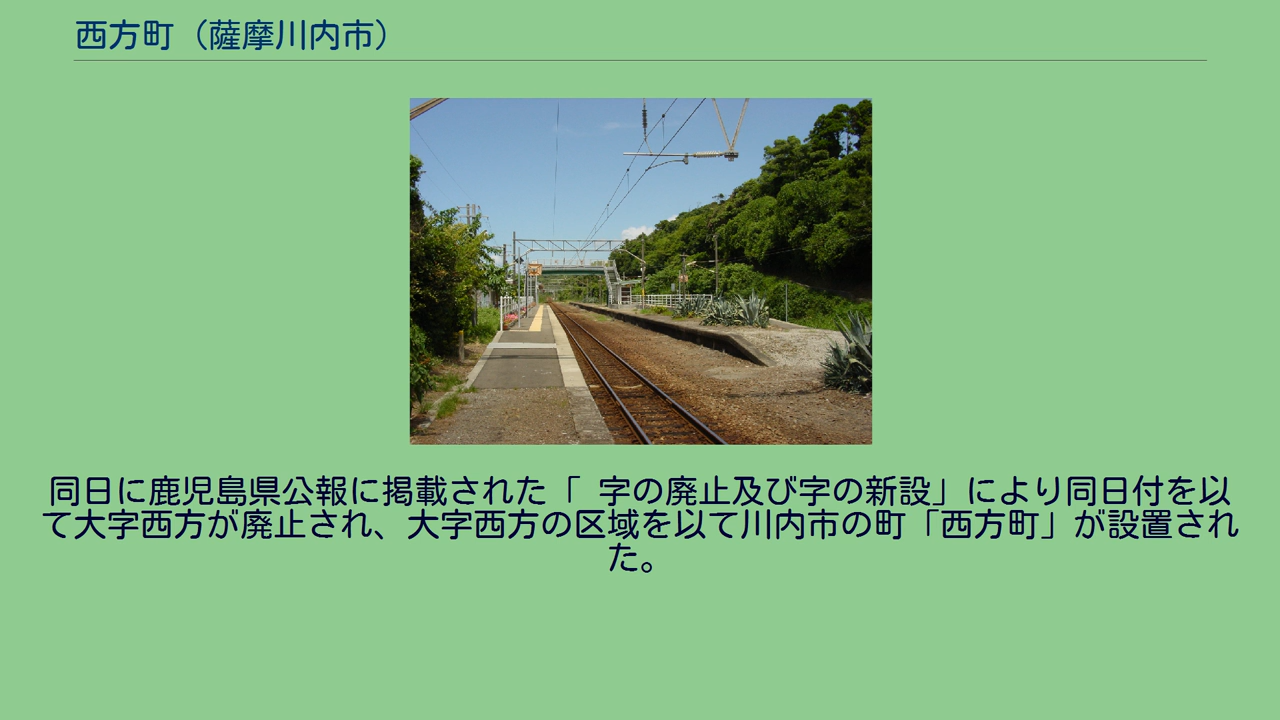 西方町（薩摩川内市）
同日に鹿児島県公報に掲載された「 字の廃止及び字の新設」により同日付を以
て大字西方が廃止され、大字西方の区域を以て川内市の町「西方町」が設置され
た。